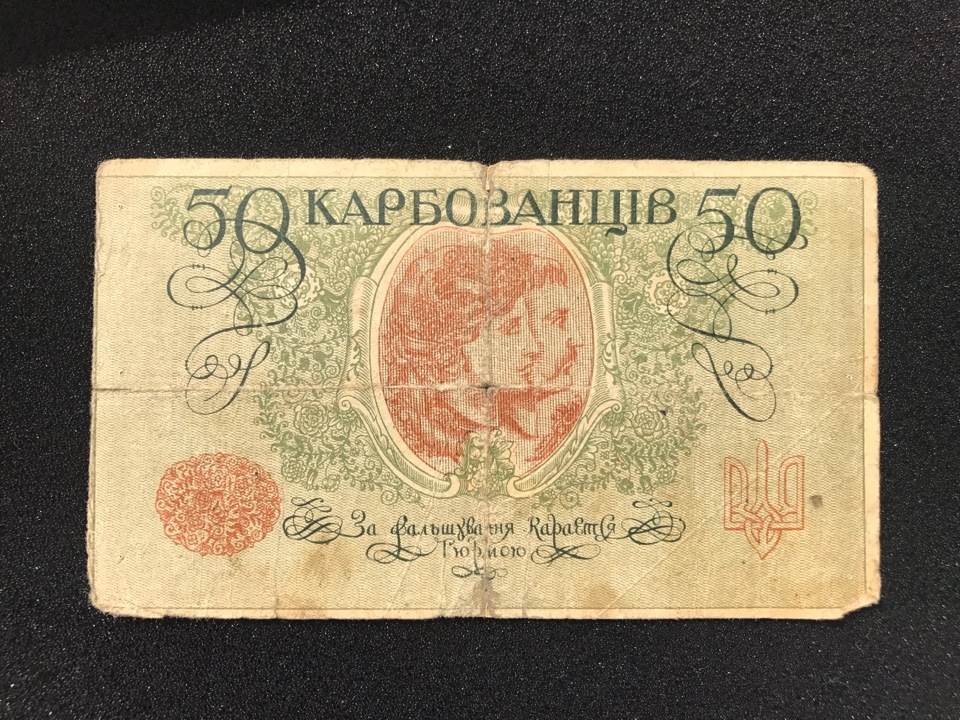 50 КАРБОВАНЦІВ 50
За фальшування карається
тюрмою